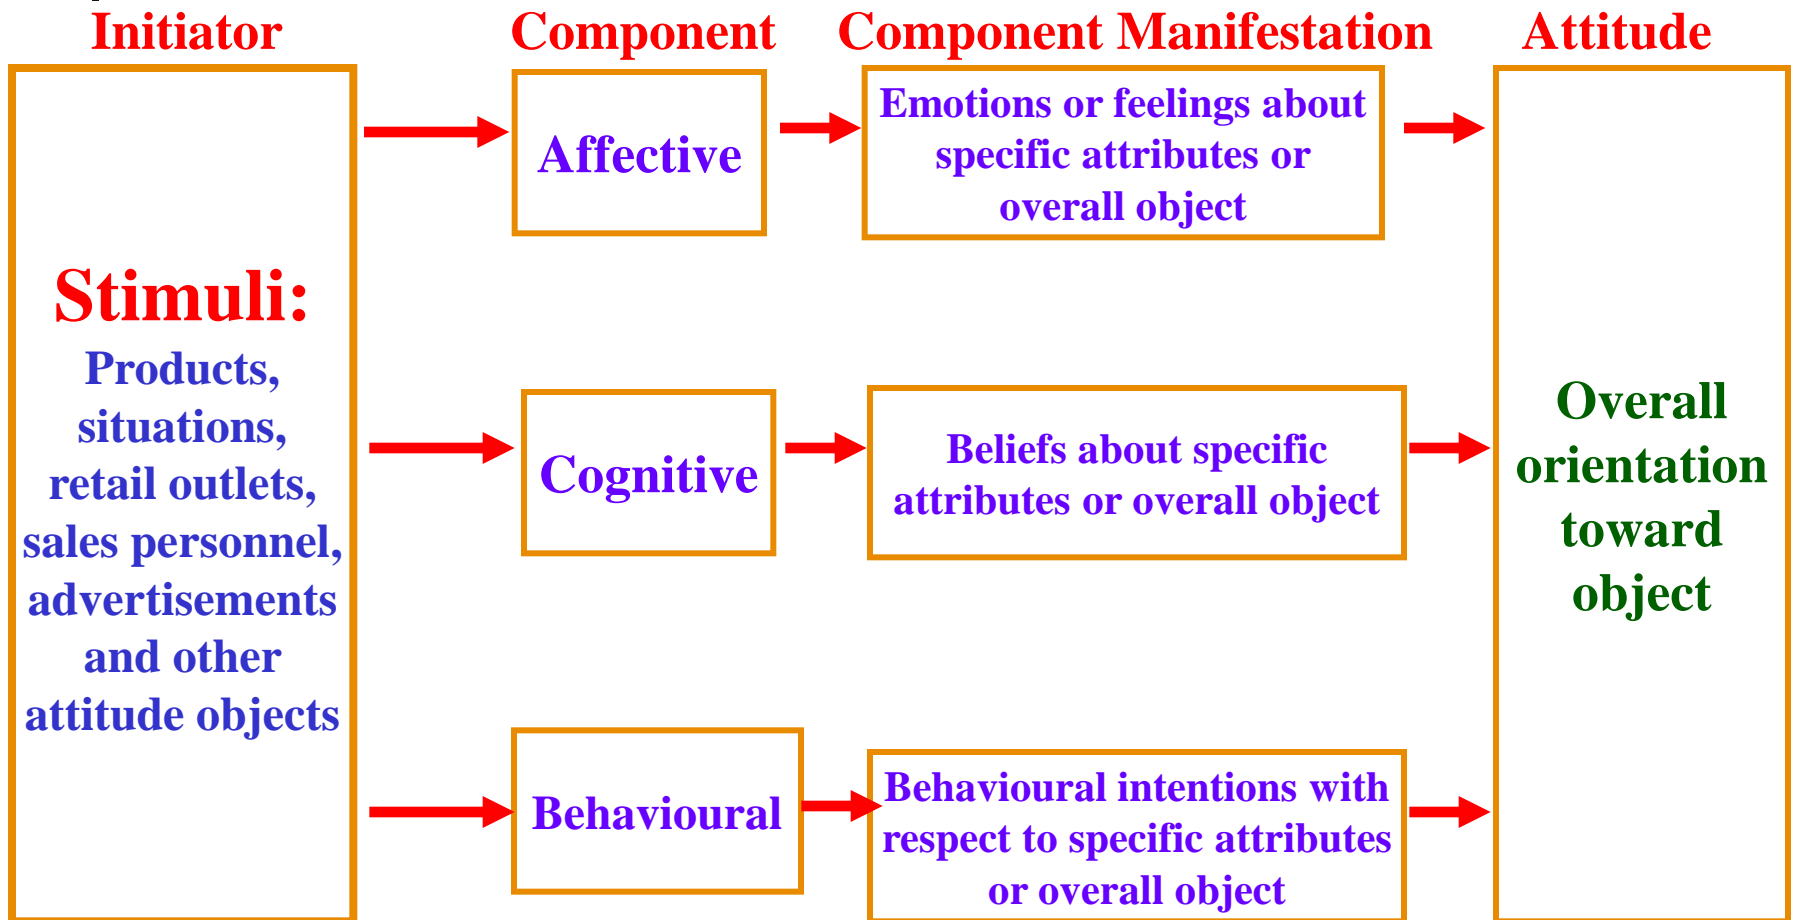 Initiator
Component
Component Manifestation
Attitude
Stimuli:
Products,
situations,
retail outlets,
sales personnel,
advertisements
and other
attitude objects
Affective
Emotions or feelings about
specific attributes or
overall object
Cognitive
Beliefs about specific
attributes or overall object
Behavioural
Behavioural intentions with
respect to specific attributes
or overall object
Overall
orientation
toward
object